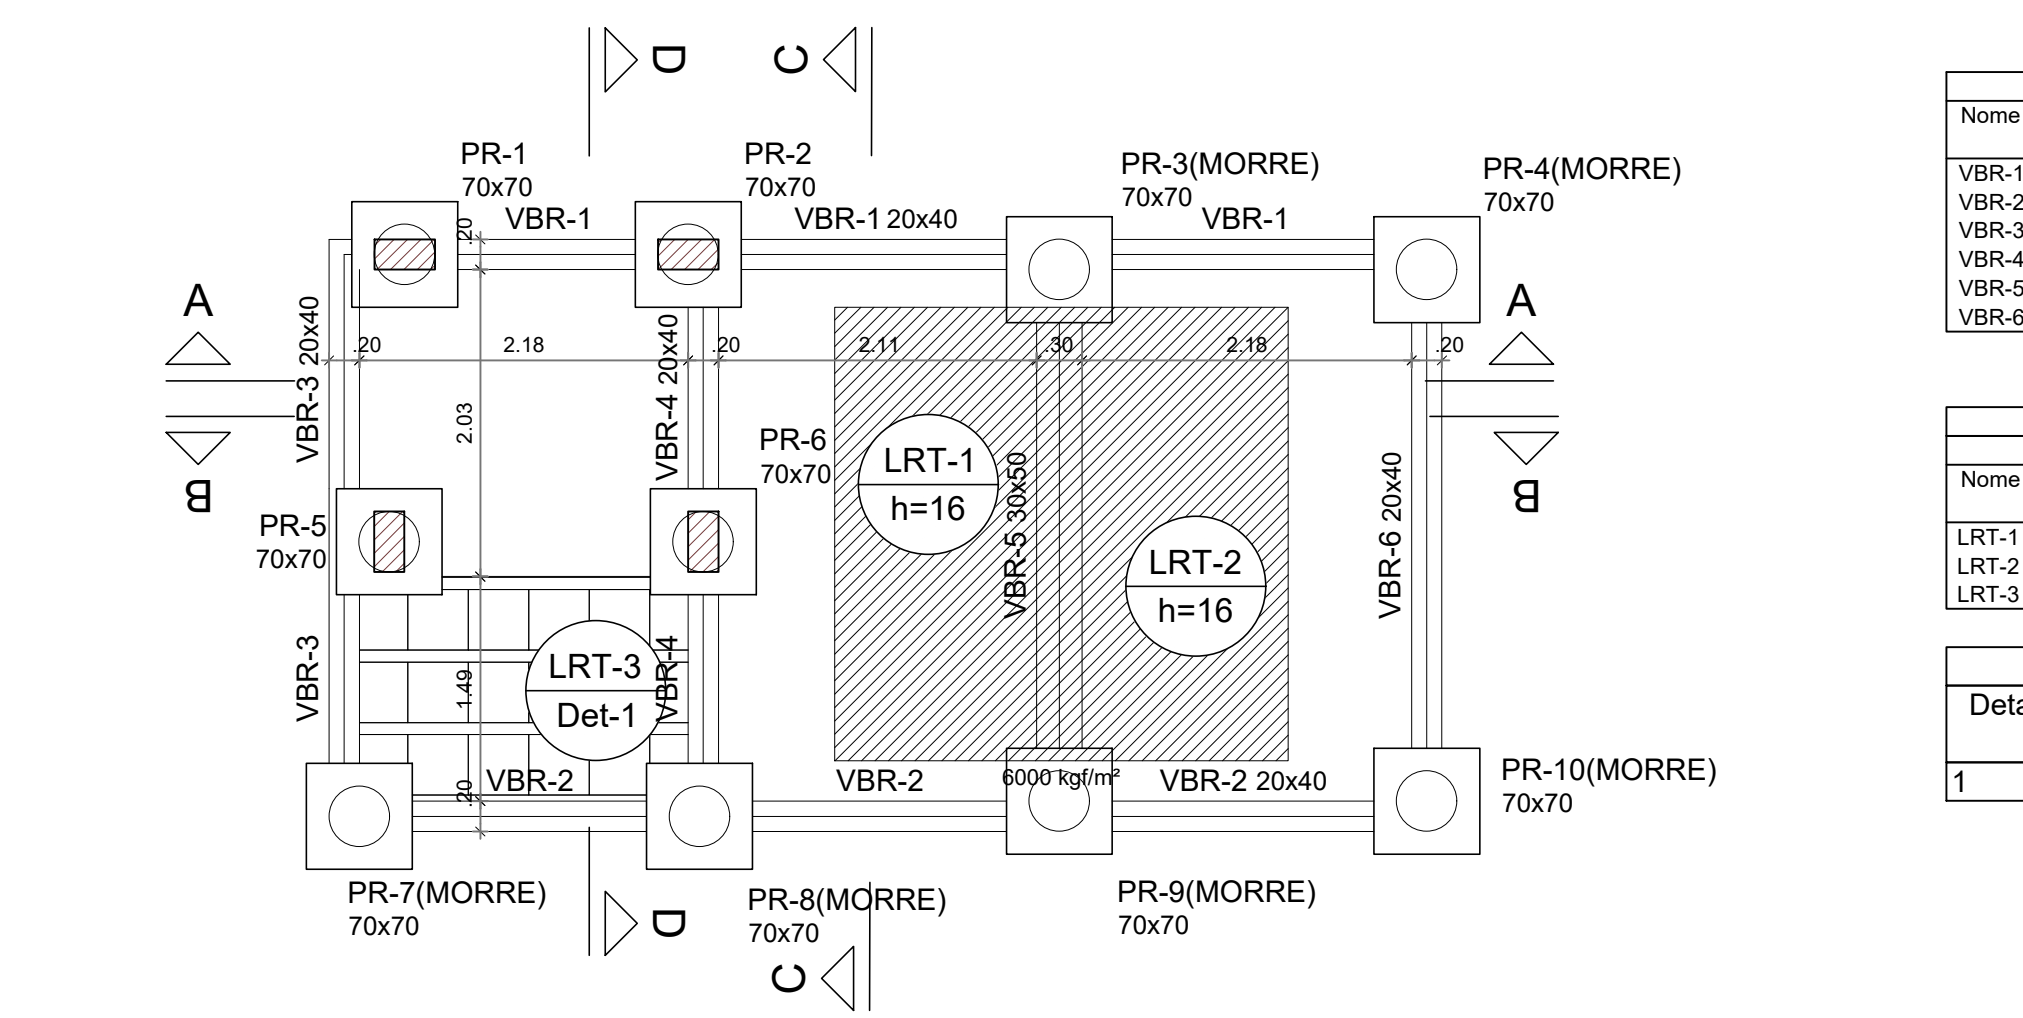 D
C
PR-1
70x70
PR-2
70x70
PR-3(MORRE)
70x70
PR-4(MORRE)
70x70
VBR-1
VBR-1 20x40
VBR-1
.20
A
A
VBR-3 20x40
VBR-4 20x40
.20
2.18
.20
2.11
.30
2.18
.20
2.03
B
B
PR-5
70x70
PR-6
70x70
LRT-1
h=16
VBR-5 30x50
LRT-2
h=16
VBR-6 20x40
VBR-3
1.49
LRT-3
Det-1
VBR-4
.20
VBR-2
VBR-2
6000 kgf/m²
VBR-2 20x40
PR-10(MORRE)
70x70
PR-7(MORRE)
70x70
D
PR-8(MORRE)
70x70
PR-9(MORRE)
70x70
C
Nome
VBR-1
VBR-2
VBR-3
VBR-4
VBR-5
VBR-6
Nome
LRT-1
LRT-2
LRT-3
Deta
1